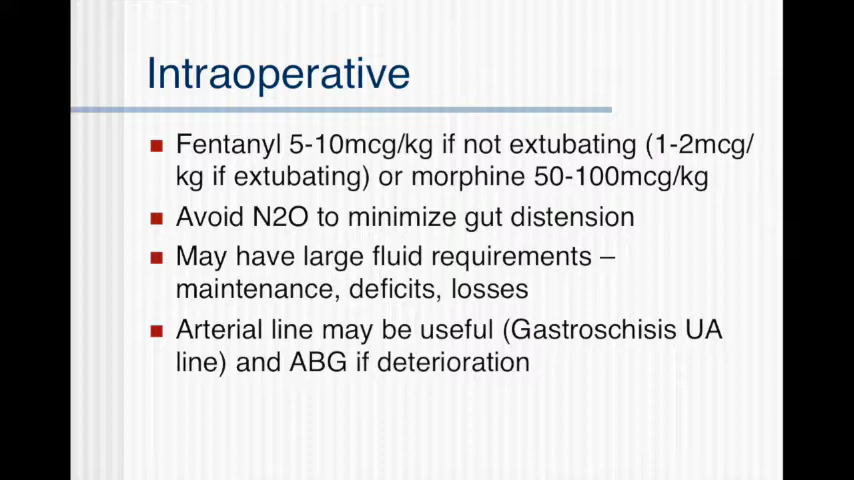 Intraoperative
Fentanyl 5-10mcg/kg if not extubating (1-2mcg/
kg if extubating) or morphine 50-100mcg/kg
Avoid N2O to minimize gut distension
May have large fluid requirements –
maintenance, deficits, losses
Arterial line may be useful (Gastroschisis UA
line) and ABG if deterioration